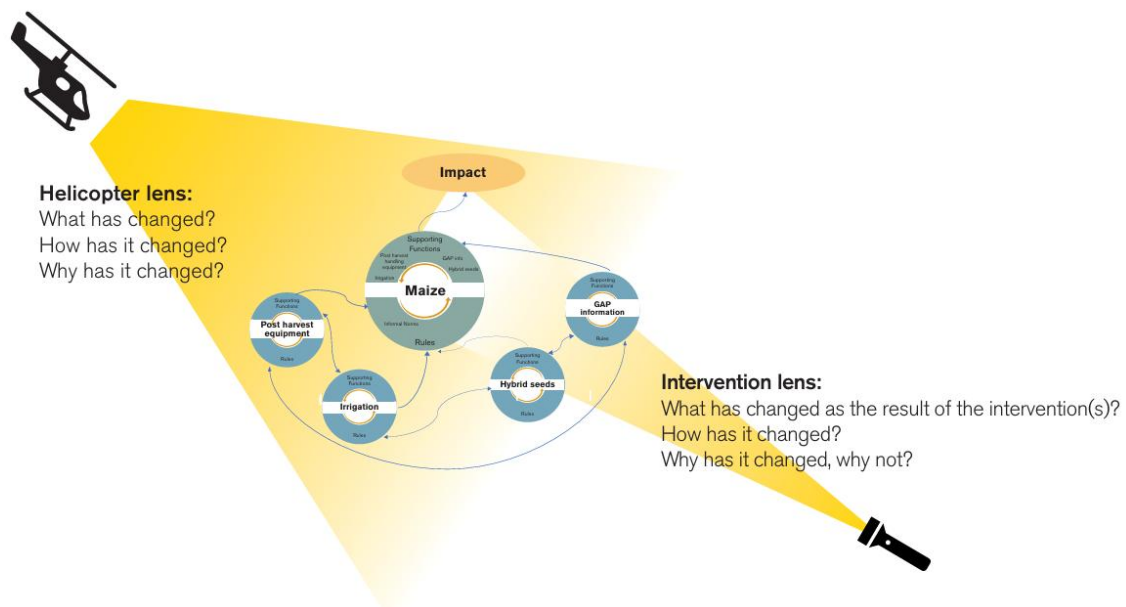 Helicopter lens:
What has changed?
How has it changed?
Why has it changed?
Impact
Supporting
Functions
Post harvest
handling
equipment
GAP info
Hybrid seeds
Irrigation
Maize
Informal Norms
Rules
Supporting
Functions
Post harvest
equipment
Rules
Supporting
Functions
Irrigation
Rules
Supporting
Functions
Hybrid seeds
Rules
Supporting
Functions
GAP
information
Rules
Intervention lens:
What has changed as the result of the intervention(s)?
How has it changed?
Why has it changed, why not?